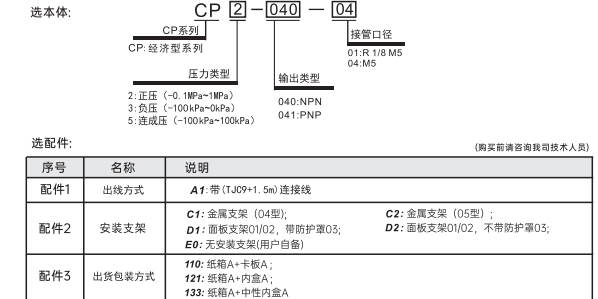 选本体: CP 2 — 040 — 04
CP系列
CP: 经济型系列
接管口径
01:R 1/8 M5
04:M5
压力类型
2:正压（-0.1MPa~1MPa）
3:负压（-100kPa~0kPa）
5:连成压（-100kPa~100kPa）
输出类型
040:NPN
041:PNP
选配件:
(购买前请咨询我司技术人员)
序号 名称 说明
配件1 出线方式 A1:带(TJC9+1.5m)连接线
配件2 安装支架
C1: 金属支架（04型); C2: 金属支架（05型）;
D1: 面板支架01/02，带防护罩03; D2: 面板支架01/02，不带防护罩03;
E0: 无安装支架(用户自备)
配件3 出货包装方式
110: 纸箱A+卡板A;
121: 纸箱A+内盒A;
133: 纸箱A+中性内盒A